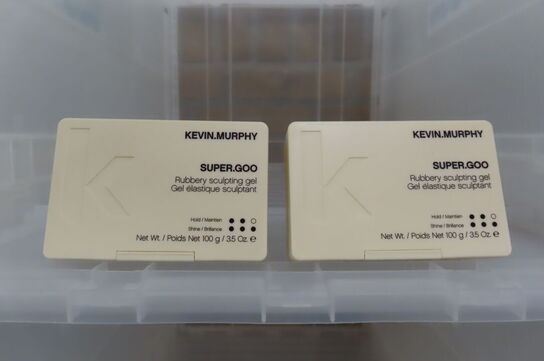 KEVIN.MURPHY
SUPER.GOO
Rubbery sculpting gel
Gel élastique sculptant
Hold / Maintien
Shine / Brillance
Net Wt. / Poids Net 100 g / 3.5 Oz. e
KEVIN.MURPHY
SUPER.GOO
Rubbery sculpting gel
Gel élastique sculptant
Hold / Maintien
Shine / Brillance
Net Wt. / Poids Net 100 g / 3.5 Oz. e